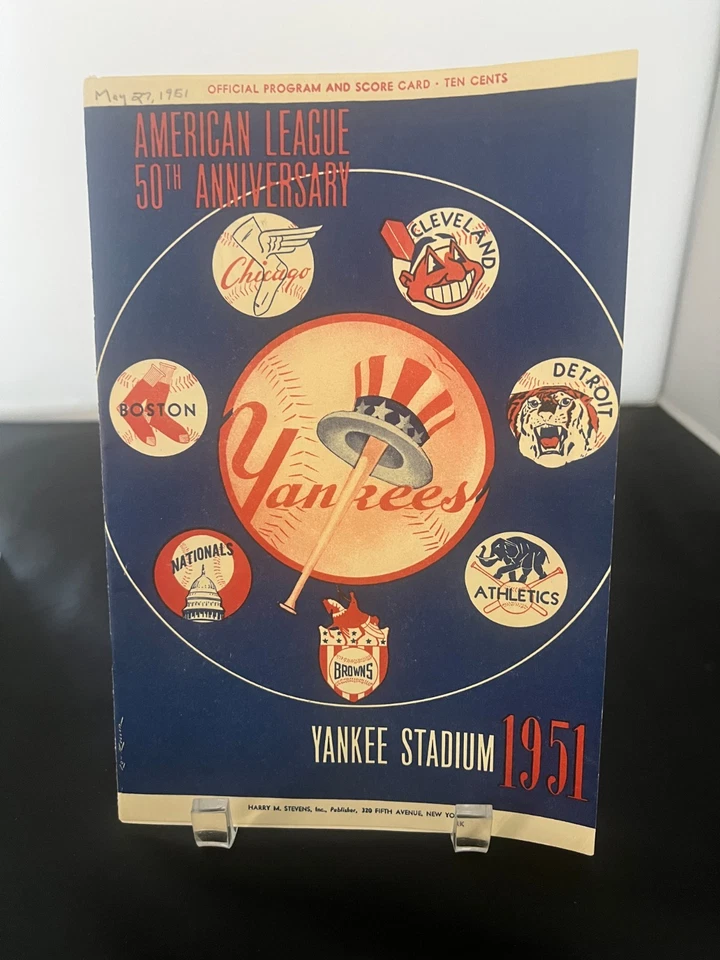 May 27, 1951
OFFICIAL PROGRAM AND SCORE CARD • TEN CENTS
AMERICAN LEAGUE
50TH ANNIVERSARY
Chicago
CLEVELAND
BOSTON
DETROIT
Yankees
NATIONALS
ATHLETICS
BROWNS
YANKEE STADIUM 1951
HARRY M. STEVENS, Inc., Publisher, 320 FIFTH AVENUE, NEW